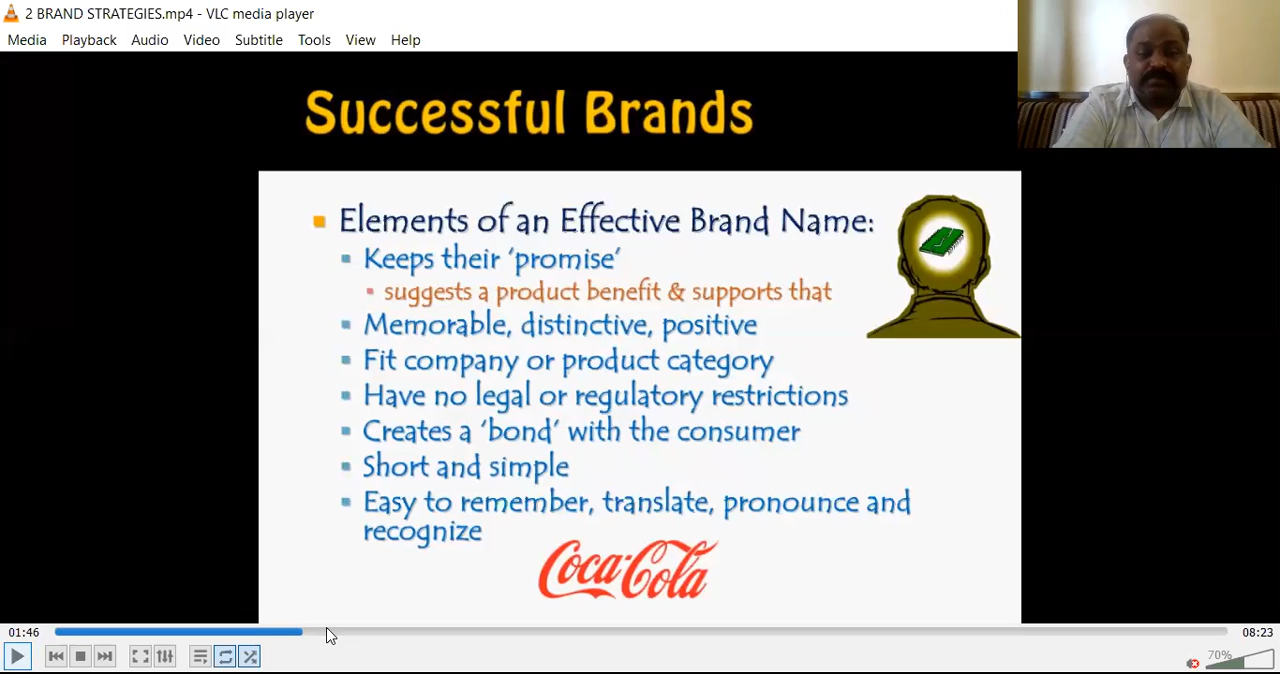 2 BRAND STRATEGIES.mp4 - VLC media player
Media Playback Audio Video Subtitle Tools View Help
Successful Brands
Elements of an Effective Brand Name:
Keeps their ‘promise’
suggests a product benefit & supports that
Memorable, distinctive, positive
Fit company or product category
Have no legal or regulatory restrictions
Creates a ‘bond’ with the consumer
Short and simple
Easy to remember, translate, pronounce and
recognize
Coca-Cola
01:46 08:23
70%